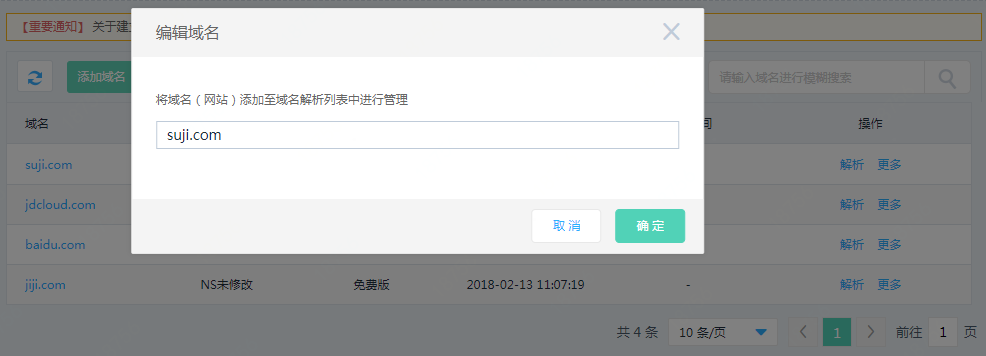 【重要通知】 关于建
编辑域名
添加域名
请输入域名进行模糊搜索
将域名（网站）添加至域名解析列表中进行管理
域名 间 操作
suji.com
suji.com 解析 更多
jdcloud.com 解析 更多
取 消 确 定
baidu.com 解析 更多
jiji.com NS未修改 免费版 2018-02-13 11:07:19 - 解析 更多
共 4 条 10 条/页 1 前往 1 页